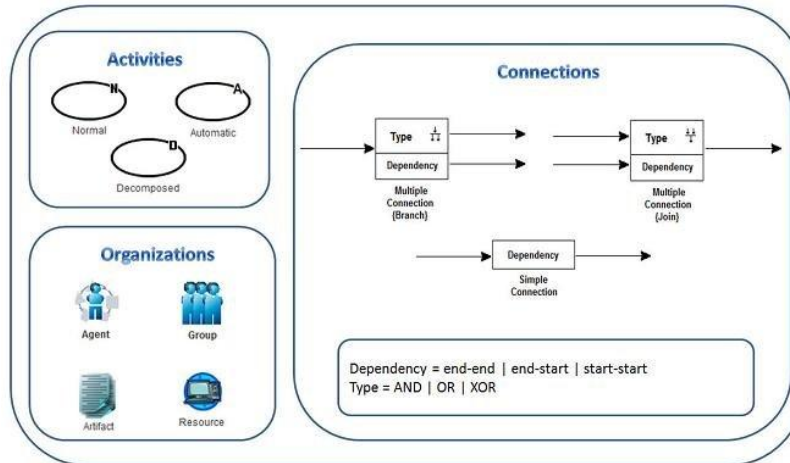 Activities
N
A
Normal
Automatic
D
Decomposed
Organizations
Agent
Group
Artifact
Resource
Connections
Type
Dependency
Multiple
Connection
(Branch)
Type
Dependency
Multiple
Connection
(Join)
Dependency
Simple
Connection
Dependency = end-end | end-start | start-start
Type = AND | OR | XOR